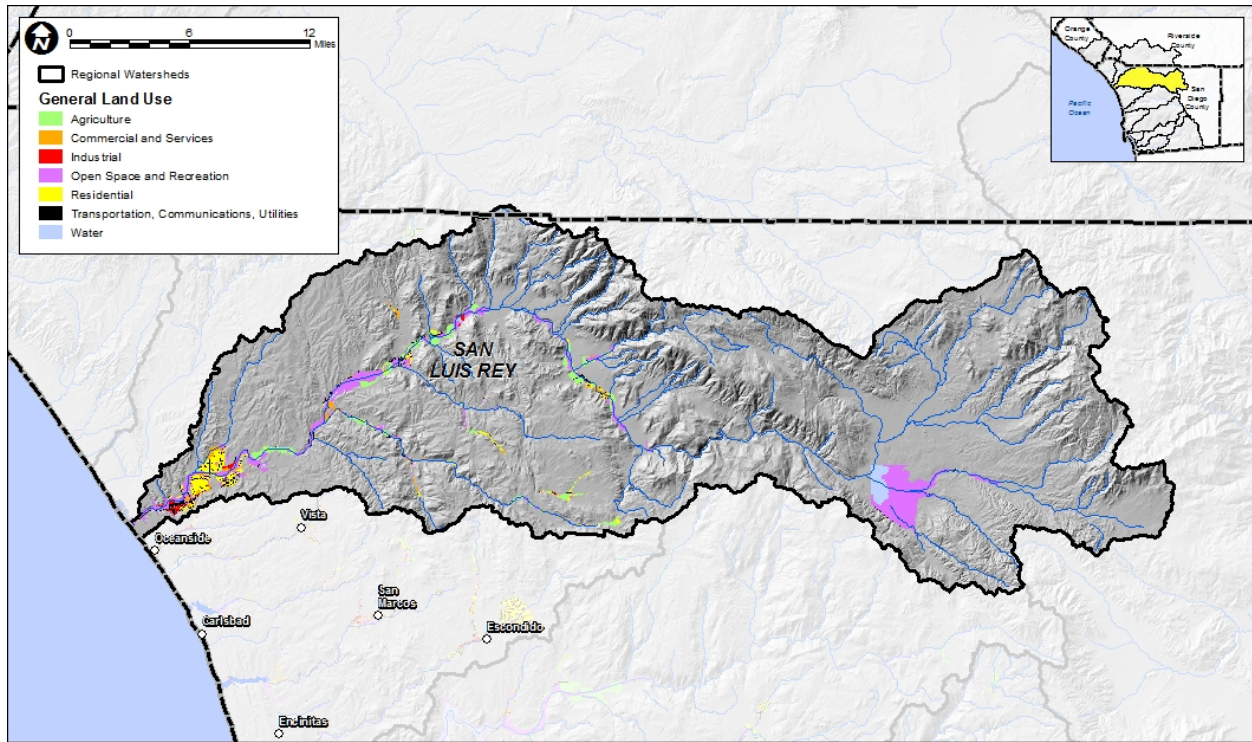 N
0 6 12
Miles
Regional Watersheds
General Land Use
Agriculture
Commercial and Services
Industrial
Open Space and Recreation
Residential
Transportation, Communications, Utilities
Water
Orange
County
Riverside
County
San
Diego
County
Pacific
Ocean
SAN
LUIS REY
Vista
Oceanside
San
Marcos
Carlsbad
Escondido
Encinitas